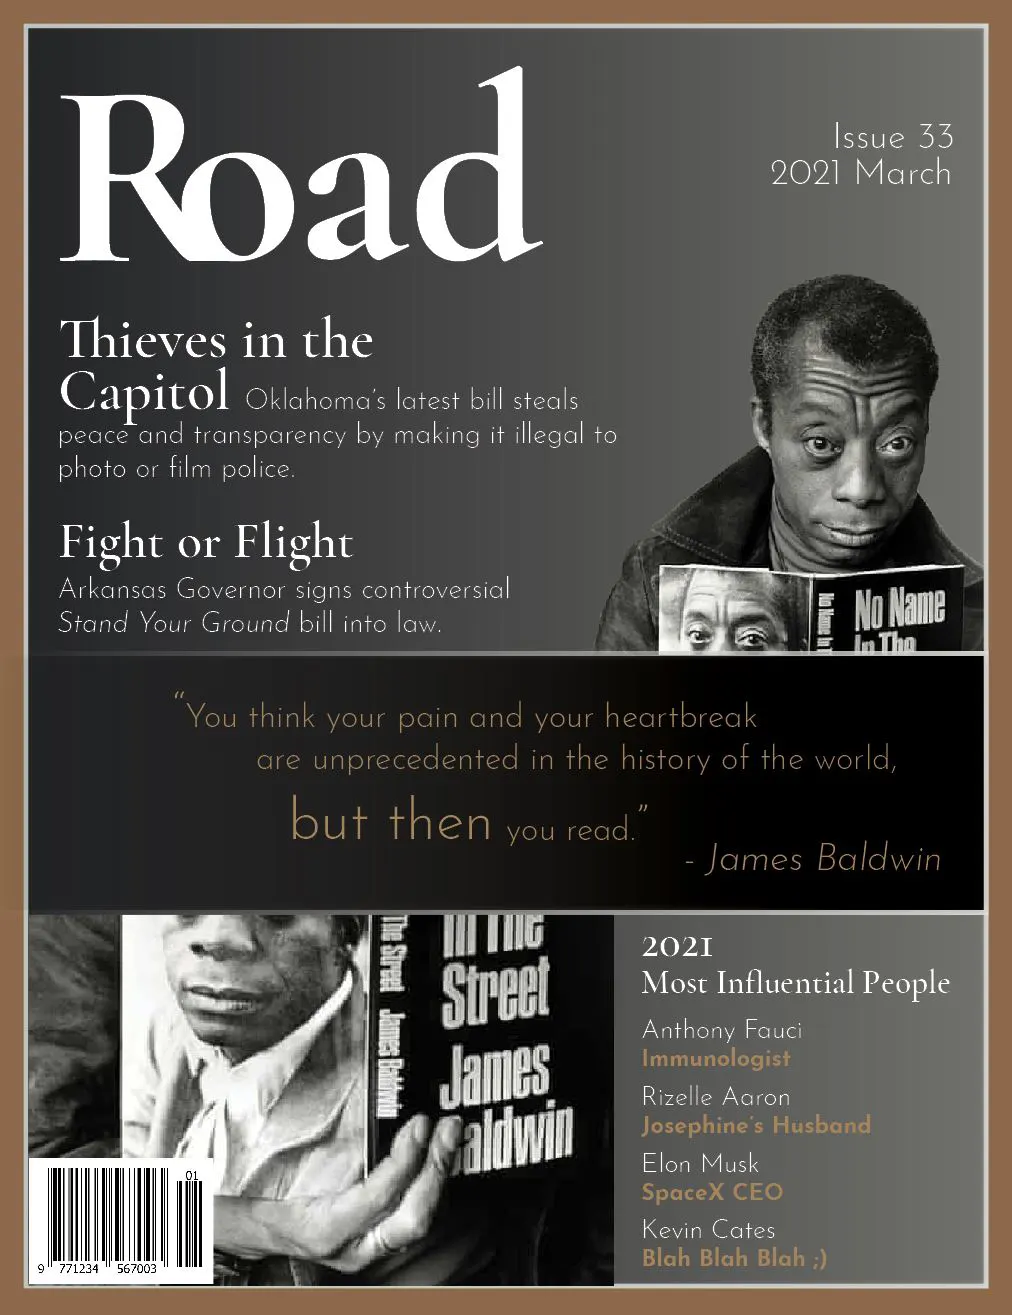 Road
Issue 33
2021 March
Thieves in the
Capitol Oklahoma's latest bill steals
peace and transparency by making it illegal to
photo or film police.
Fight or Flight
Arkansas Governor signs controversial
Stand Your Ground bill into law.
No Name
In The
No Name In T
“You think your pain and your heartbreak
are unprecedented in the history of the world,
but then you read.”
- James Baldwin
In The
Street
James
Baldwin
The Street James Baldwin
2021
Most Influential People
Anthony Fauci
Immunologist
Rizelle Aaron
Josephine's Husband
Elon Musk
SpaceX CEO
Kevin Cates
Blah Blah Blah ;)
01
9 771234 567003